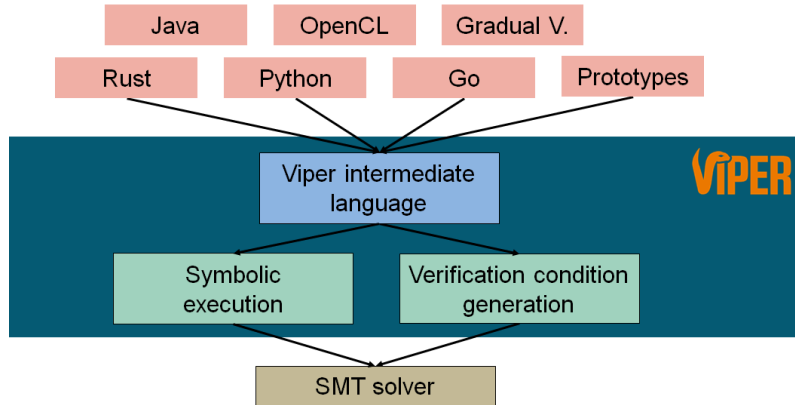 Java
OpenCL
Gradual V.
Rust
Python
Go
Prototypes
Viper intermediate
language
VIPER
Symbolic
execution
Verification condition
generation
SMT solver